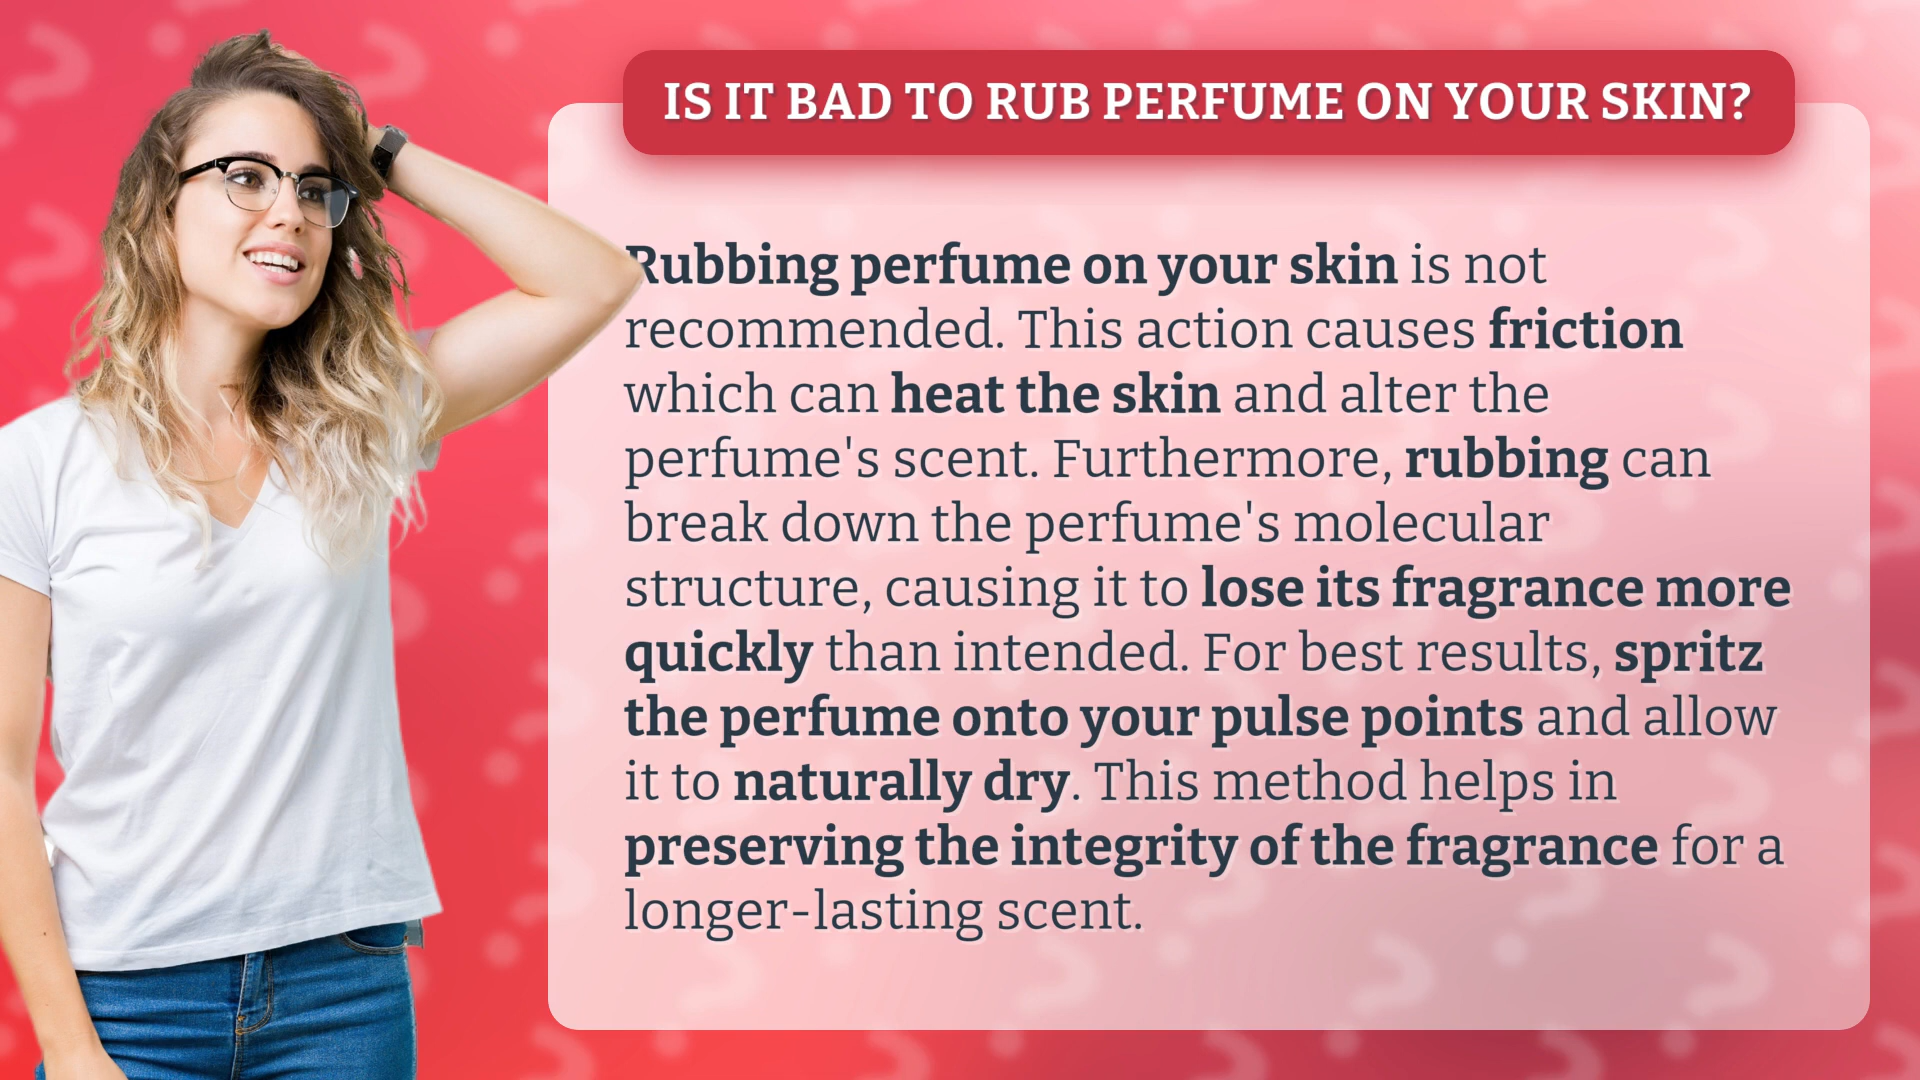 IS IT BAD TO RUB PERFUME ON YOUR SKIN?
Rubbing perfume on your skin is not
recommended. This action causes friction
which can heat the skin and alter the
perfume's scent. Furthermore, rubbing can
break down the perfume's molecular
structure, causing it to lose its fragrance more
quickly than intended. For best results, spritz
the perfume onto your pulse points and allow
it to naturally dry. This method helps in
preserving the integrity of the fragrance for a
longer-lasting scent.